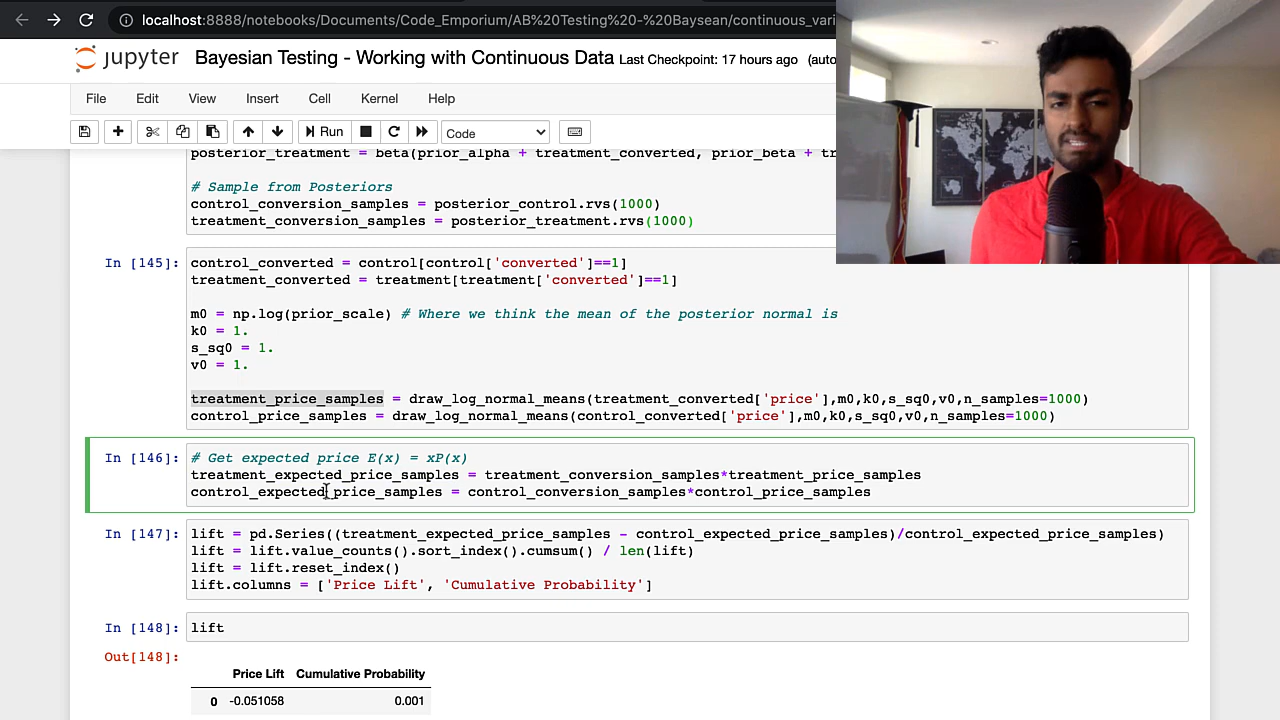 localhost:8888/notebooks/Documents/Code_Emporium/AB%20Testing%20-%20Baysean/continuous_vari
jupyter Bayesian Testing - Working with Continuous Data Last Checkpoint: 17 hours ago (auto
File Edit View Insert Cell Kernel Help
Run Code
posterior_treatment = beta(prior_alpha + treatment_converted, prior_beta + tr
# Sample from Posteriors
control_conversion_samples = posterior_control.rvs(1000)
treatment_conversion_samples = posterior_treatment.rvs(1000)
In [145]: control_converted = control[control['converted']==1]
treatment_converted = treatment[treatment['converted']==1]
m0 = np.log(prior_scale) # Where we think the mean of the posterior normal is
k0 = 1.
s_sq0 = 1.
v0 = 1.
treatment_price_samples = draw_log_normal_means(treatment_converted['price'],m0,k0,s_sq0,v0,n_samples=1000)
control_price_samples = draw_log_normal_means(control_converted['price'],m0,k0,s_sq0,v0,n_samples=1000)
In [146]: # Get expected price E(x) = xP(x)
treatment_expected_price_samples = treatment_conversion_samples*treatment_price_samples
control_expected_price_samples = control_conversion_samples*control_price_samples
In [147]: lift = pd.Series((treatment_expected_price_samples - control_expected_price_samples)/control_expected_price_samples)
lift = lift.value_counts().sort_index().cumsum() / len(lift)
lift = lift.reset_index()
lift.columns = ['Price Lift', 'Cumulative Probability']
In [148]: lift
Out[148]:
Price Lift Cumulative Probability
0 -0.051058 0.001